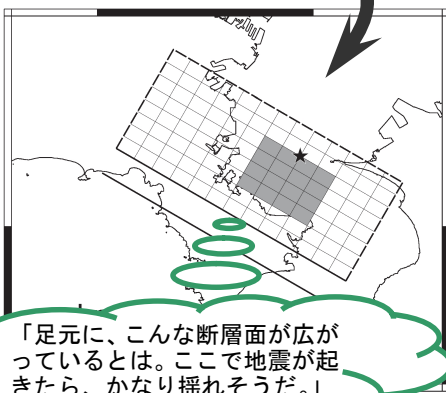 「足元に、こんな断層面が広が
っているとは。ここで地震が起
きたら、かなり揺れそうだ。」